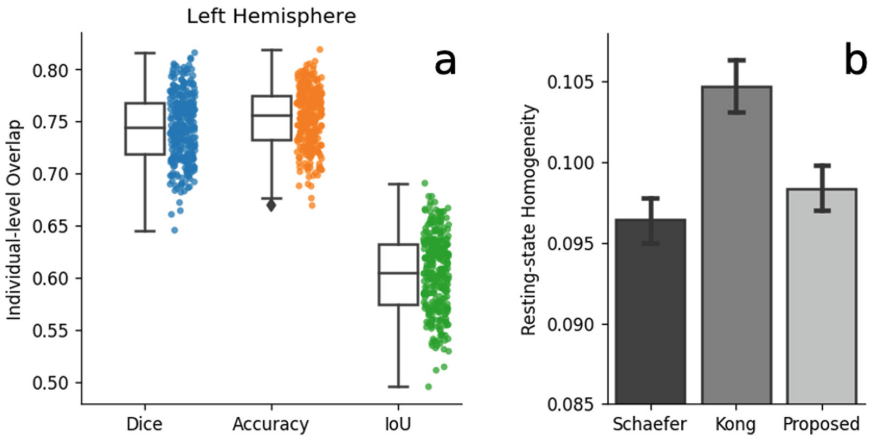 Left Hemisphere
a
Individual-level Overlap
0.80
0.75
0.70
0.65
0.60
0.55
0.50
Dice Accuracy IoU
b
Resting-state Homogeneity
0.105
0.100
0.095
0.090
0.085
Schaefer Kong Proposed